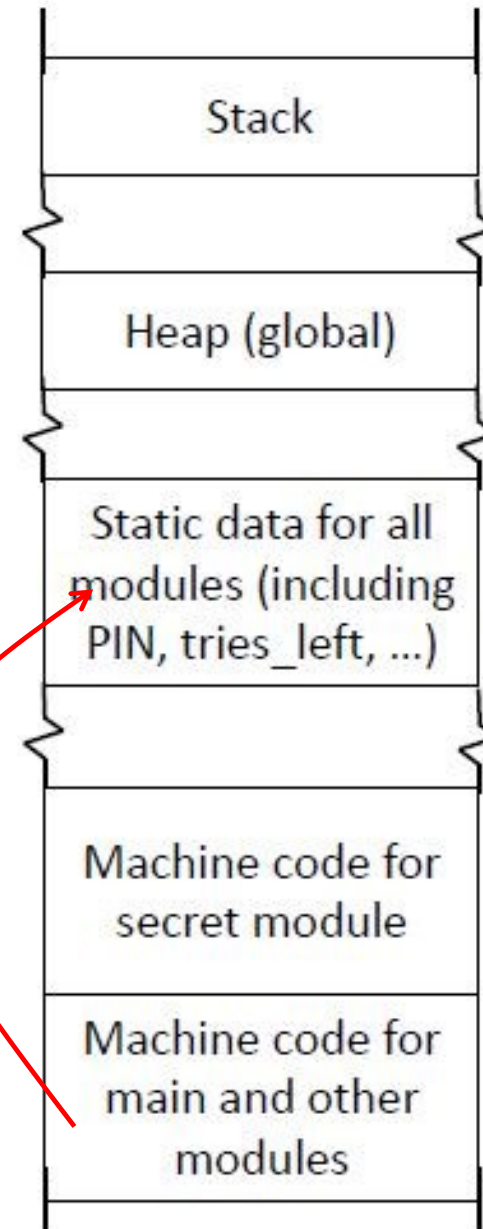 Stack
Heap (global)
Static data for all
modules (including
PIN, tries_left, ...)
Machine code for
secret module
Machine code for
main and other
modules